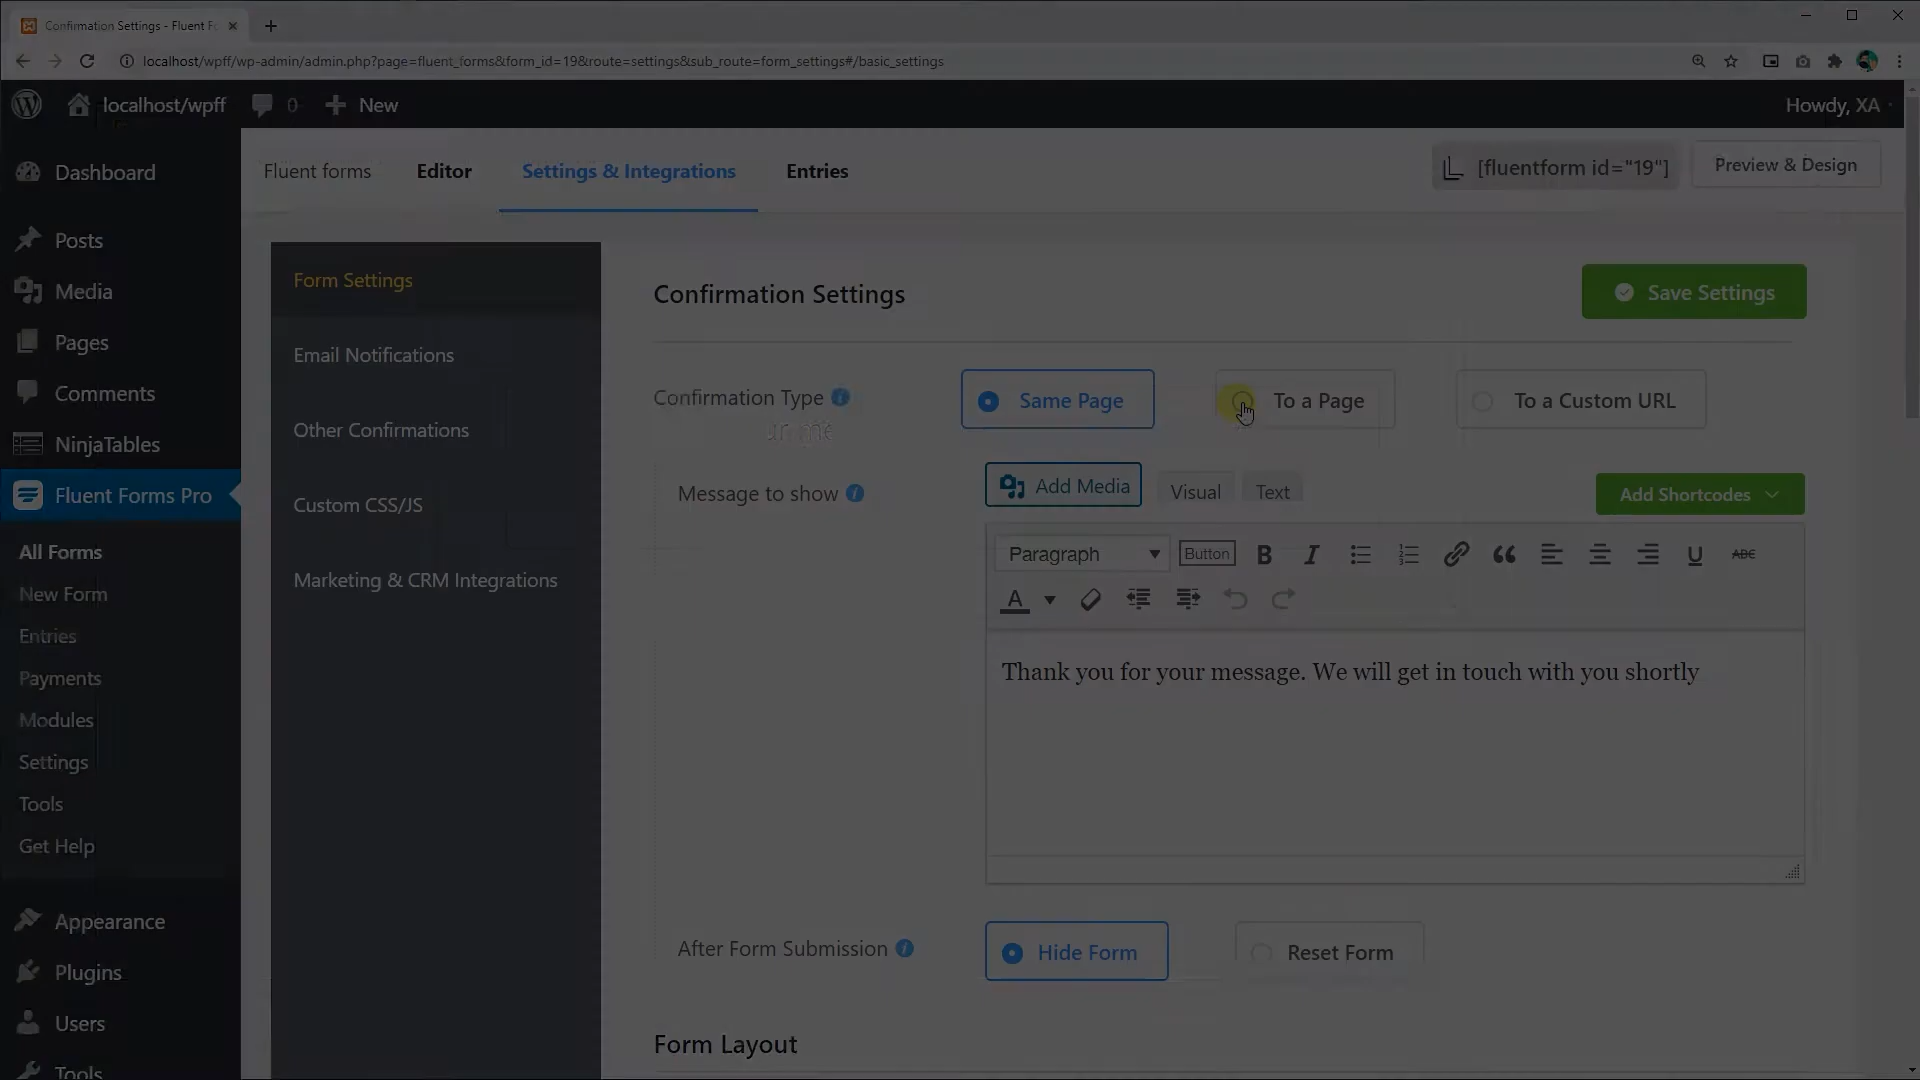 Confirmation Settings - Fluent F
localhost/wpff/wp-admin/admin.php?page=fluent_forms&form_id=19&route=settings&sub_route=form_settings#/basic_settings
localhost/wpff 0 New Howdy, XA
Dashboard
Posts
Media
Pages
Comments
NinjaTables
Fluent Forms Pro
All Forms
New Form
Entries
Payments
Modules
Settings
Tools
Get Help
Appearance
Plugins
Users
Tools
Fluent forms Editor Settings & Integrations Entries [fluentform id="19"] Preview & Design
Form Settings
Email Notifications
Other Confirmations
Custom CSS/JS
Marketing & CRM Integrations
Confirmation Settings Save Settings
Confirmation Type Same Page To a Page To a Custom URL
Message to show Add Media Visual Text Add Shortcodes
Paragraph Button B I U ABC
A
Thank you for your message. We will get in touch with you shortly
After Form Submission Hide Form Reset Form
Form Layout